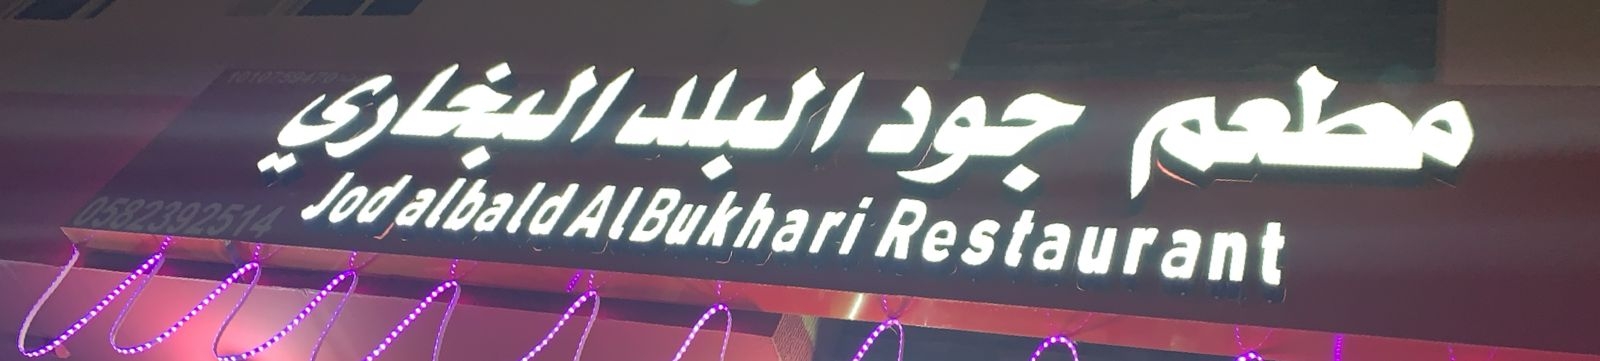 مطعم جود البلد البخاري
Jod albald AlBukhari Restaurant
0582392514